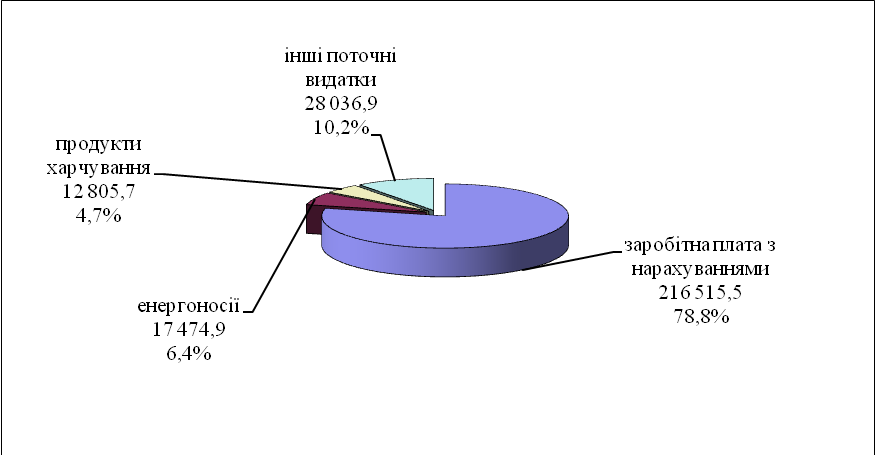 інші поточні
видатки
28 036,9
10,2%
продукти
харчування
12 805,7
4,7%
енергоносії
17 474,9
6,4%
заробітна плата з
нарахуваннями
216 515,5
78,8%